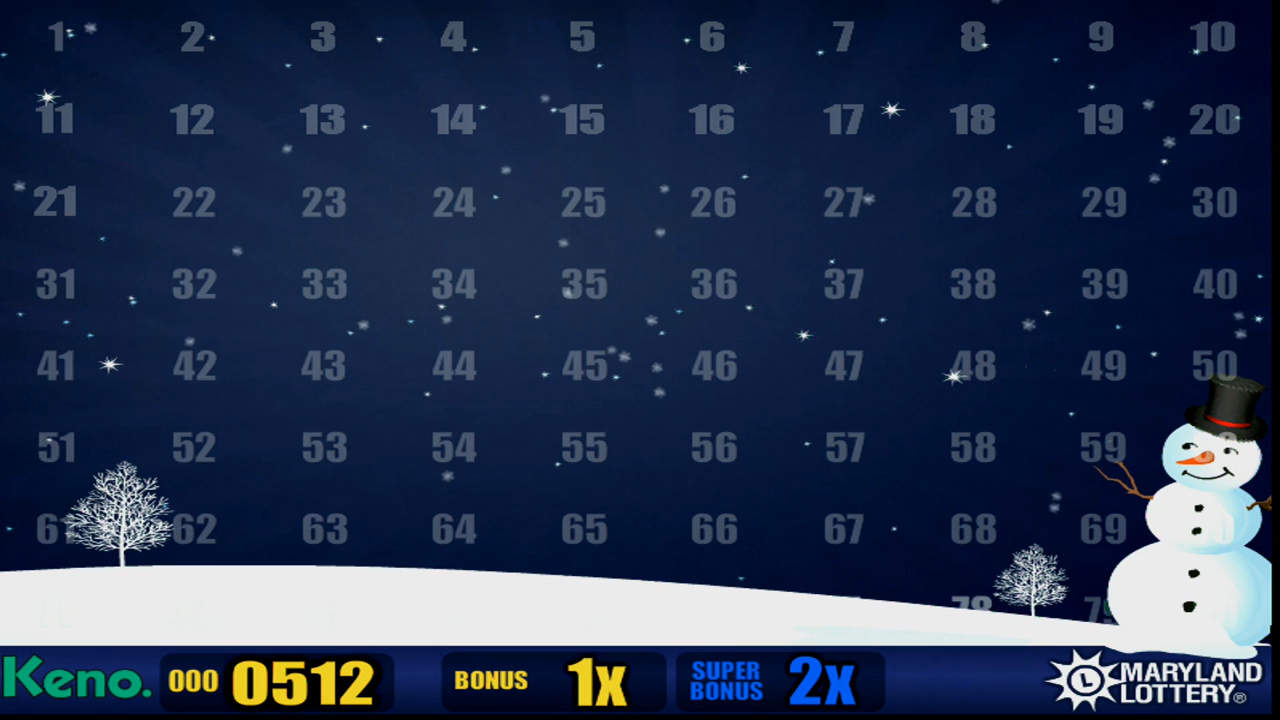 1 2 3 4 5 6 7 8 9 10
11 12 13 14 15 16 17 18 19 20
21 22 23 24 25 26 27 28 29 30
31 32 33 34 35 36 37 38 39 40
41 42 43 44 45 46 47 48 49 50
51 52 53 54 55 56 57 58 59
61 62 63 64 65 66 67 68 69
78 79
Keno. 000 0512 BONUS 1x SUPER BONUS 2x MARYLAND LOTTERY®